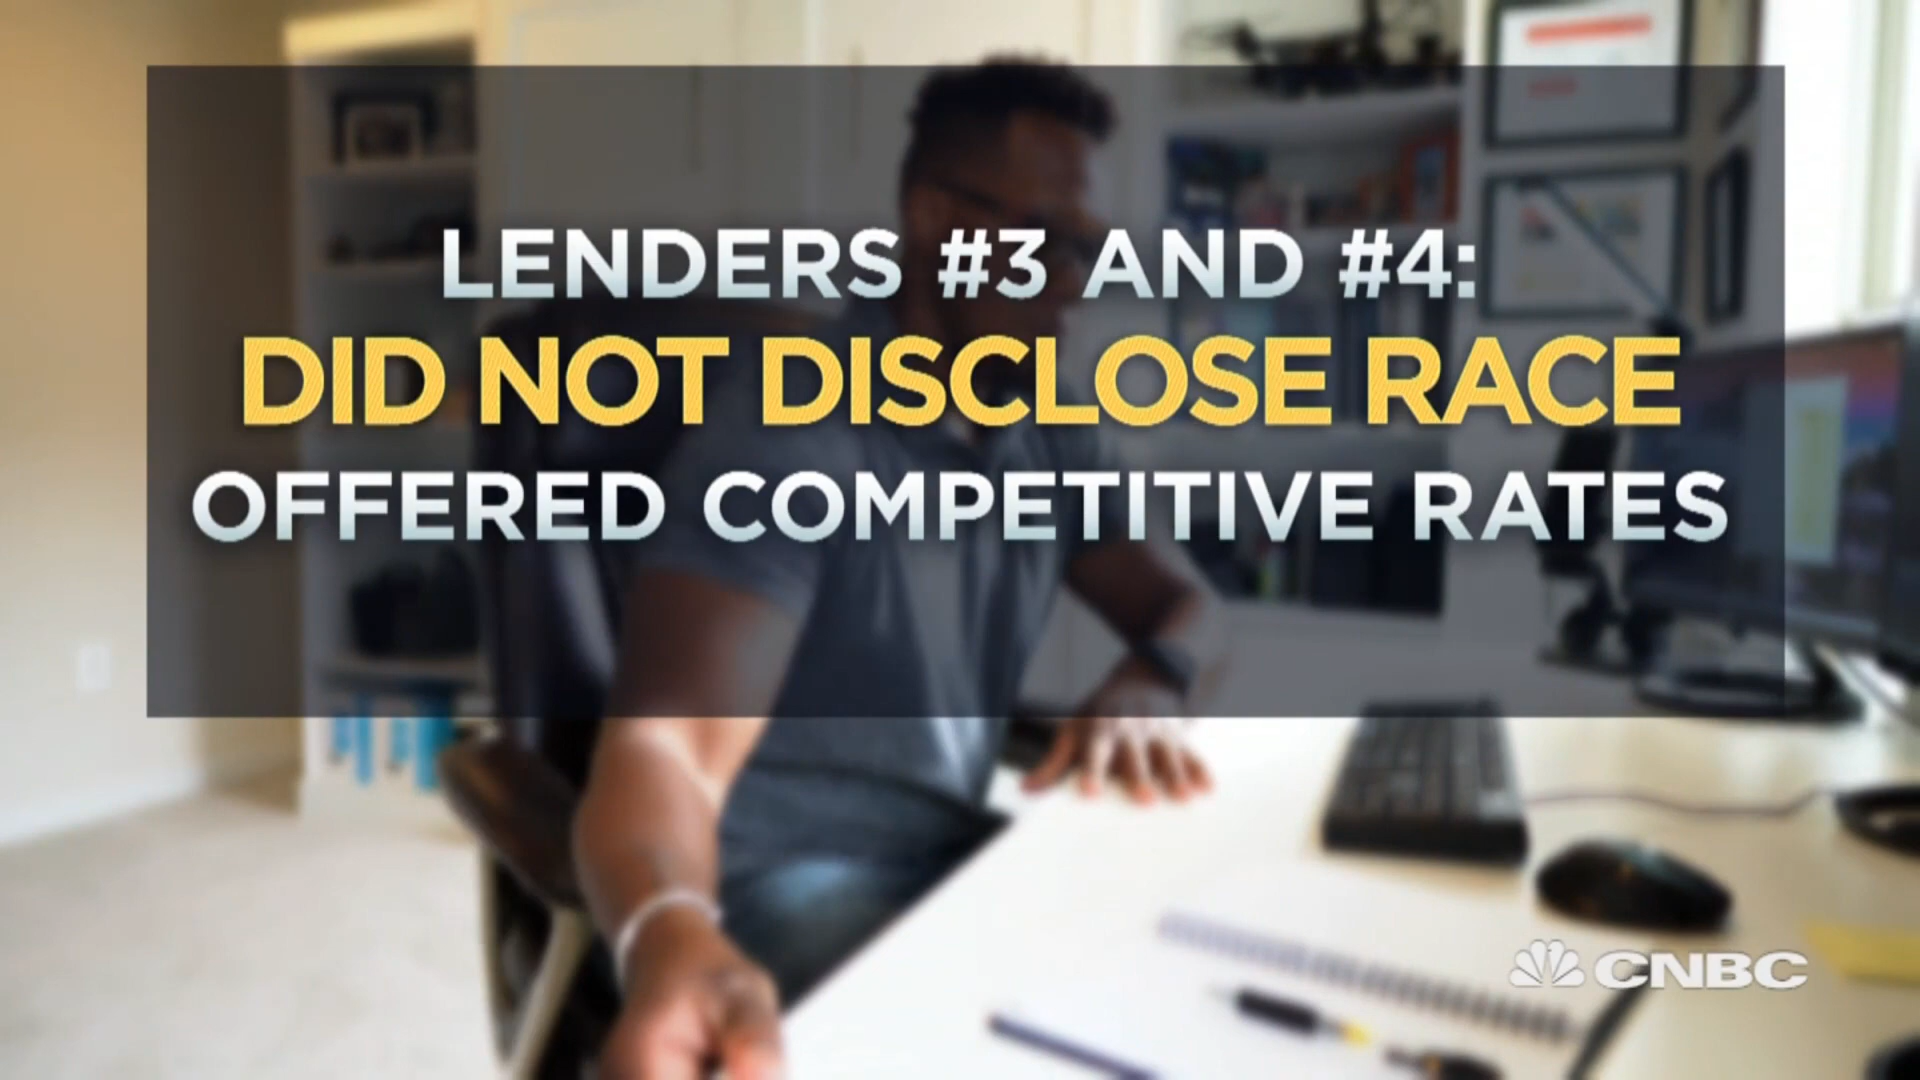 LENDERS #3 AND #4:
DID NOT DISCLOSE RACE
OFFERED COMPETITIVE RATES
CNBC